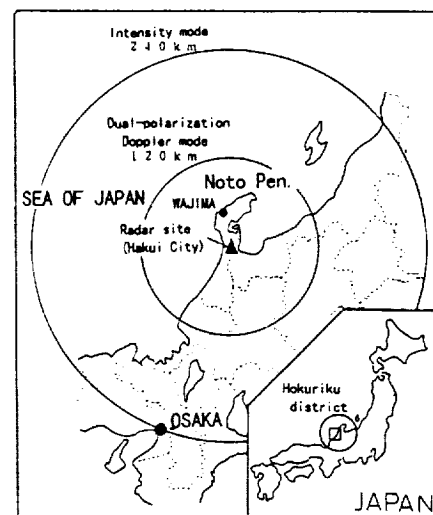 Intensity mode
240km
Dual-polarization
Doppler mode
120km
SEA OF JAPAN
Noto Pen.
WAJIMA
Radar site
(Hakui City)
OSAKA
Hokuriku
district
JAPAN